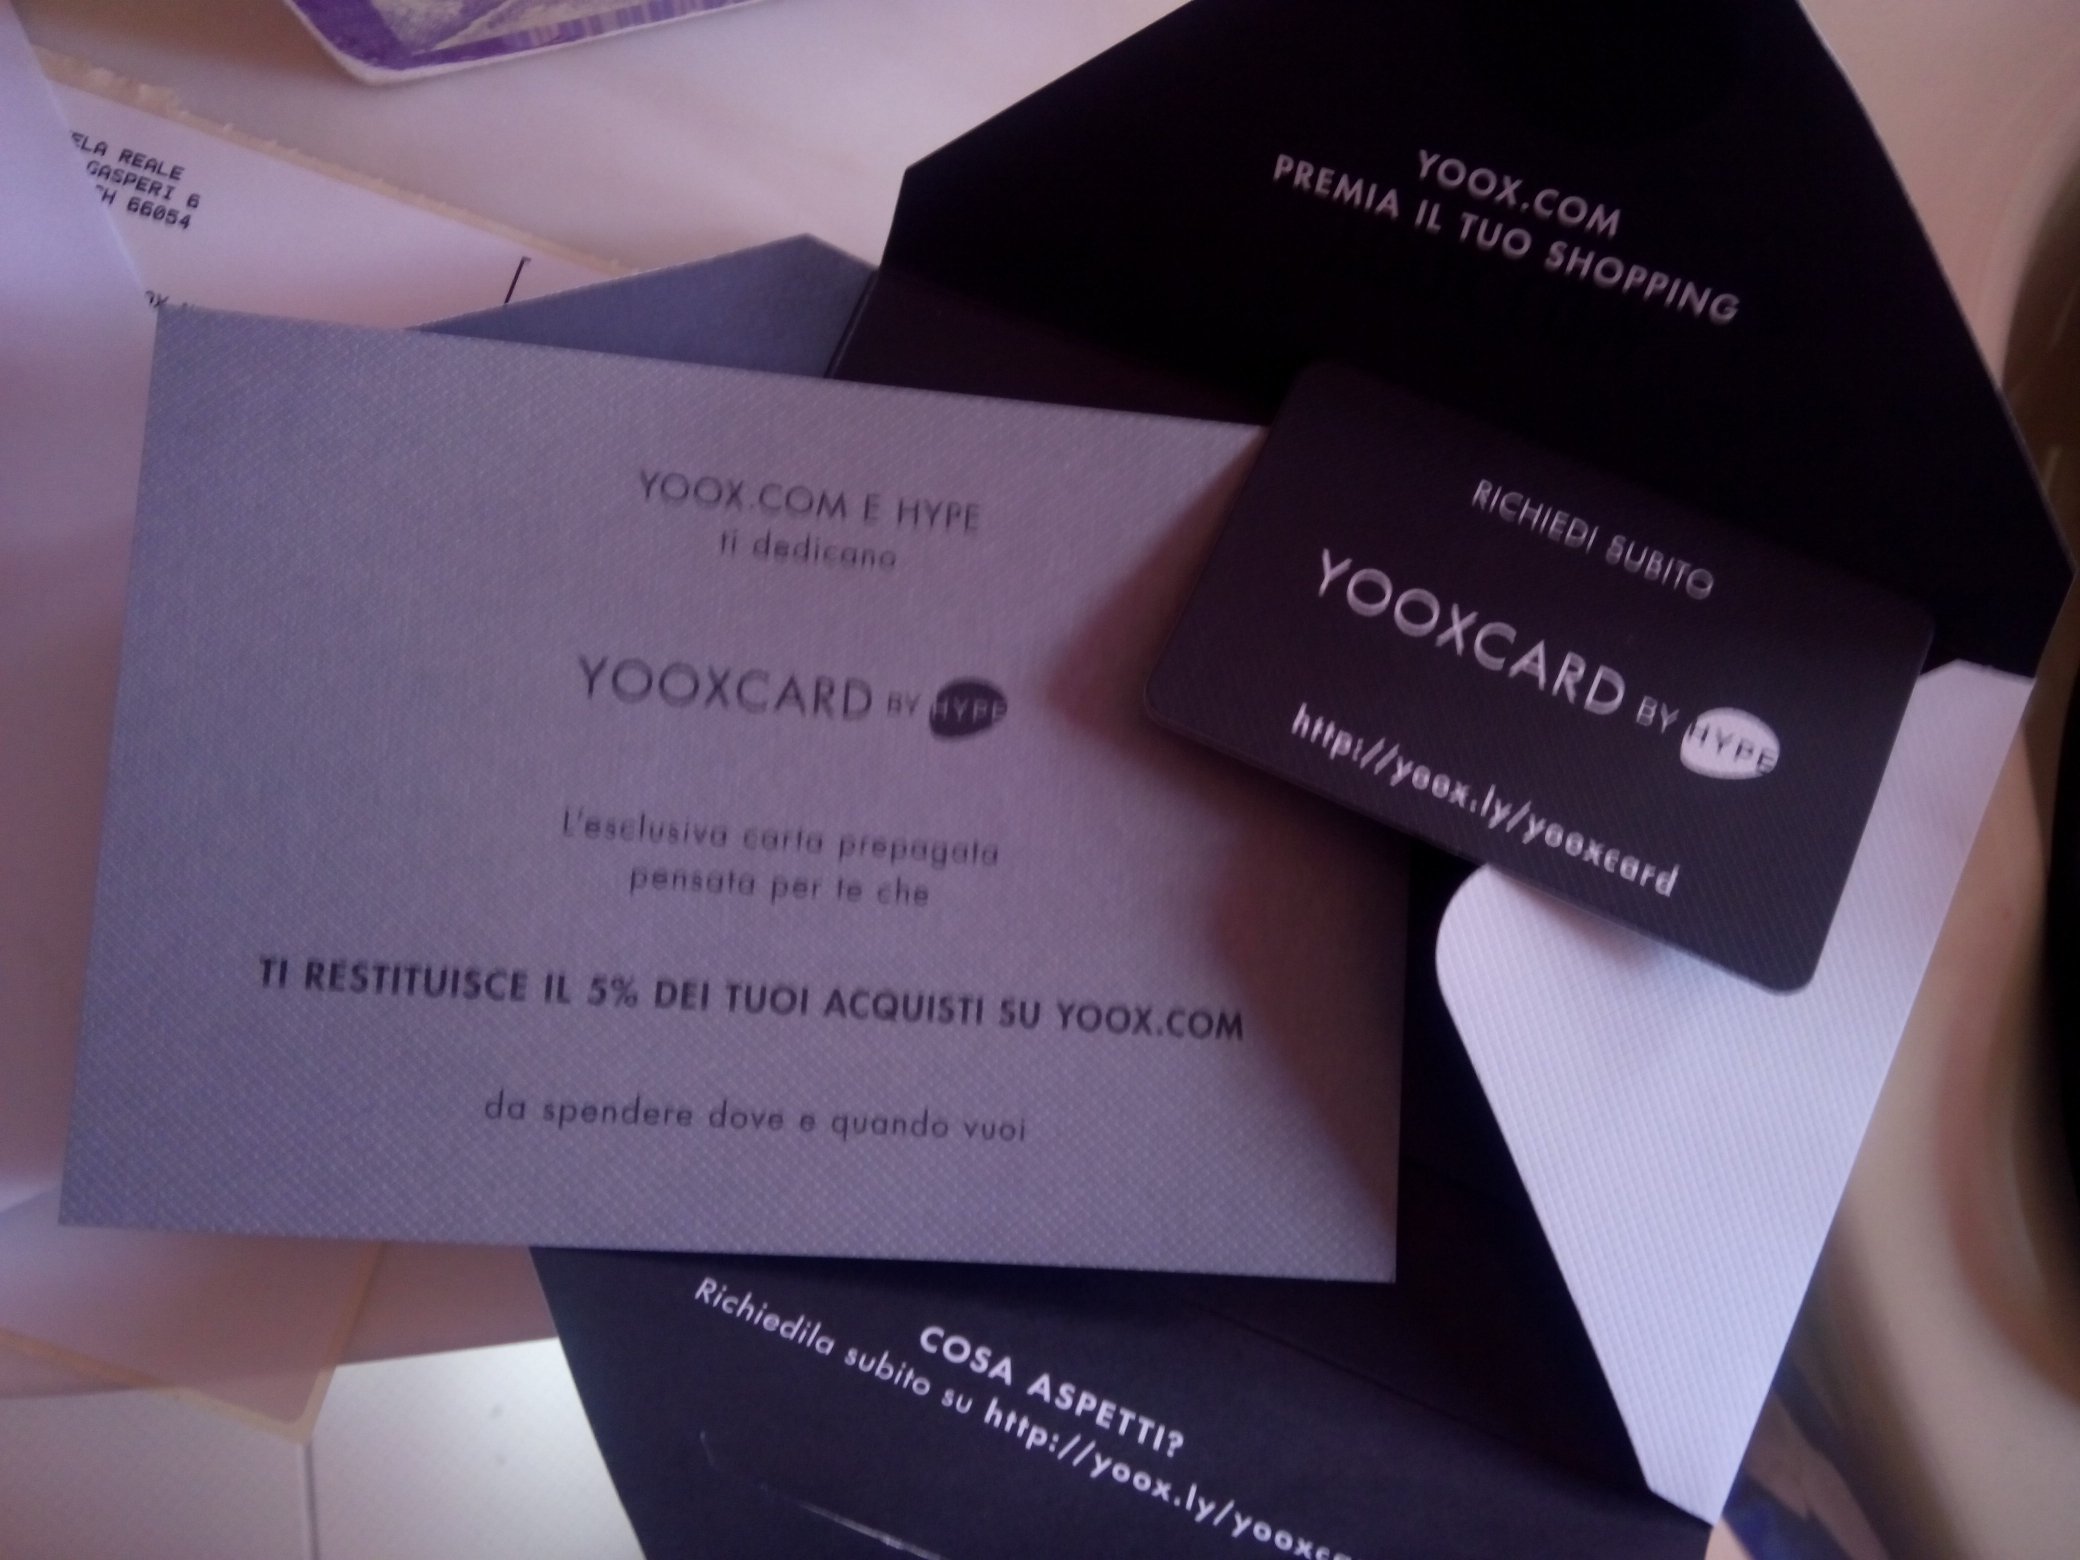 ELA REALE
GASPERI 6
CH 66054
YOOX.COM
PREMIA IL TUO SHOPPING
YOOX.COM E HYPE
ti dedicano
YOOXCARD BY HYPE
L'esclusiva carta prepagata
pensata per te che
TI RESTITUISCE IL 5% DEI TUOI ACQUISTI SU YOOX.COM
da spendere dove e quando vuoi
RICHIEDI SUBITO
YOOXCARD BY HYPE
http://yoox.ly/yooxcard
COSA ASPETTI?
Richiedila subito su http://yoox.ly/yooxc